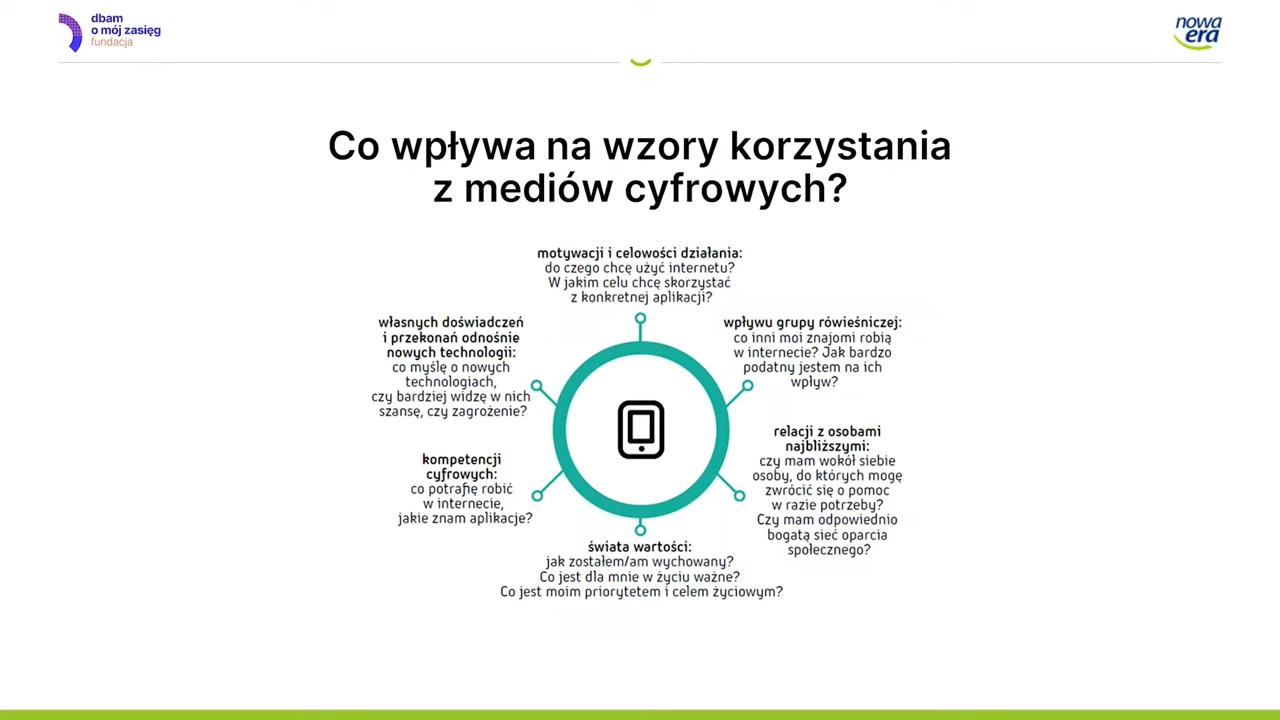 dbam
o mój zasięg
fundacja
nowa
era
Co wpływa na wzory korzystania
z mediów cyfrowych?
motywacji i celowości działania:
do czego chcę użyć internetu?
W jakim celu chcę skorzystać
z konkretnej aplikacji?
wpływu grupy rówieśniczej:
co inni moi znajomi robią
w internecie? Jak bardzo
podatny jestem na ich
wpływ?
relacji z osobami
najbliższymi:
czy mam wokół siebie
osoby, do których mogę
zwrócić się o pomoc
w razie potrzeby?
Czy mam odpowiednio
bogatą sieć oparcia
społecznego?
świata wartości:
jak zostałem/am wychowany?
Co jest dla mnie w życiu ważne?
Co jest moim priorytetem i celem życiowym?
kompetencji
cyfrowych:
co potrafię robić
w internecie,
jakie znam aplikacje?
własnych doświadczeń
i przekonań odnośnie
nowych technologii:
co myślę o nowych
technologiach,
czy bardziej widzę w nich
szansę, czy zagrożenie?